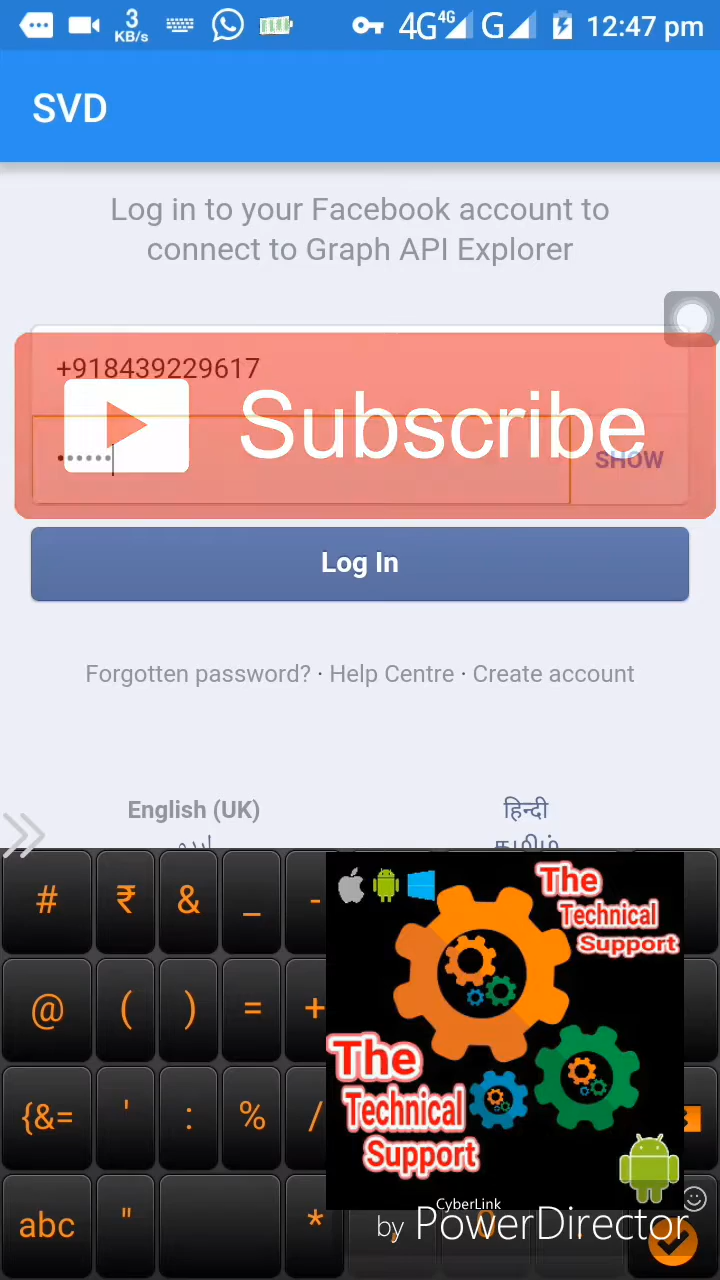 3
KB/s
4G 4G G 12:47 pm
SVD
Log in to your Facebook account to
connect to Graph API Explorer
+918439229617
Subscribe
••••••
SHOW
Log In
Forgotten password? · Help Centre · Create account
English (UK)
हिन्दी
தமிழ்
# ₹ & _ -
@ ( ) = +
{&= ' : % /
abc " *
The
Technical
Support
The
Technical
Support
CyberLink
by PowerDirector